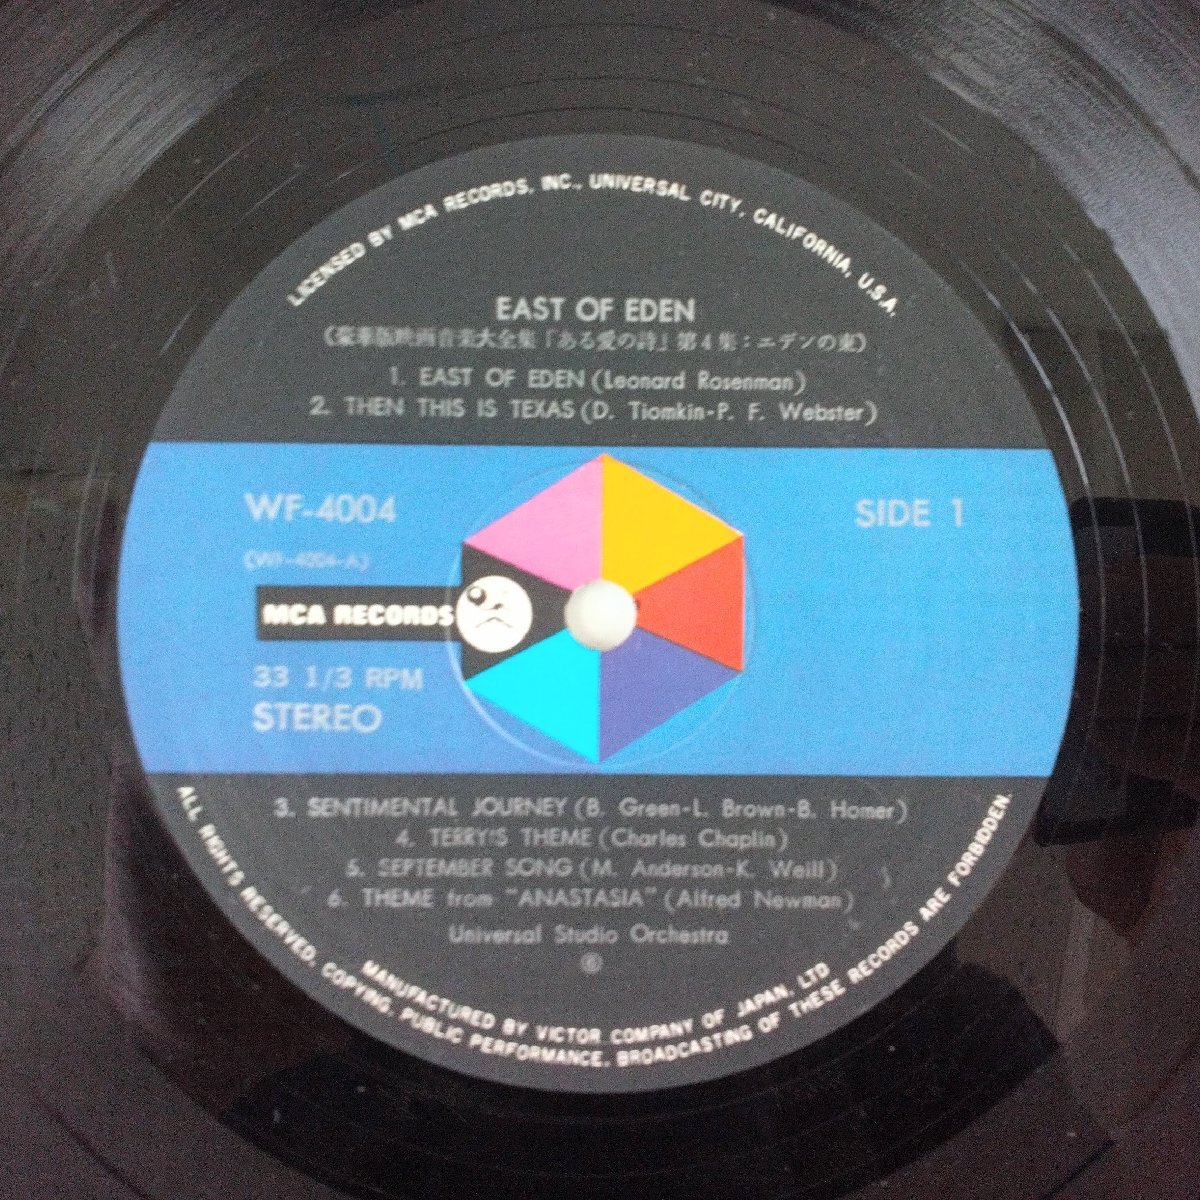 LICENSED BY MCA RECORDS, INC., UNIVERSAL CITY, CALIFORNIA, U.S.A.
EAST OF EDEN
(豪華版映画音楽大全集「ある愛の詩」第4集:エデンの東)
1. EAST OF EDEN (Leonard Rosenman)
2. THEN THIS IS TEXAS (D. Tiomkin-P. F. Webster)
WF-4004
SIDE 1
(WF-4004-A)
MCA RECORDS
33 1/3 RPM
STEREO
3. SENTIMENTAL JOURNEY (B. Green-L. Brown-B. Homer)
4. TERRY'S THEME (Charles Chaplin)
5. SEPTEMBER SONG (M. Anderson-K. Weill)
6. THEME from "ANASTASIA" (Alfred Newman)
Universal Studio Orchestra
Ⓡ
MANUFACTURED BY VICTOR COMPANY OF JAPAN, LTD
ALL RIGHTS RESERVED, COPYING, PUBLIC PERFORMANCE, BROADCASTING OF THESE RECORDS ARE FORBIDDEN.